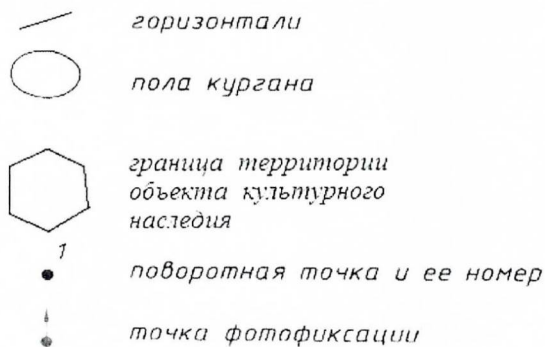 горизонтали
пола кургана
граница территории
объекта культурного
наследия
1
поворотная точка и ее номер
точка фотофиксации